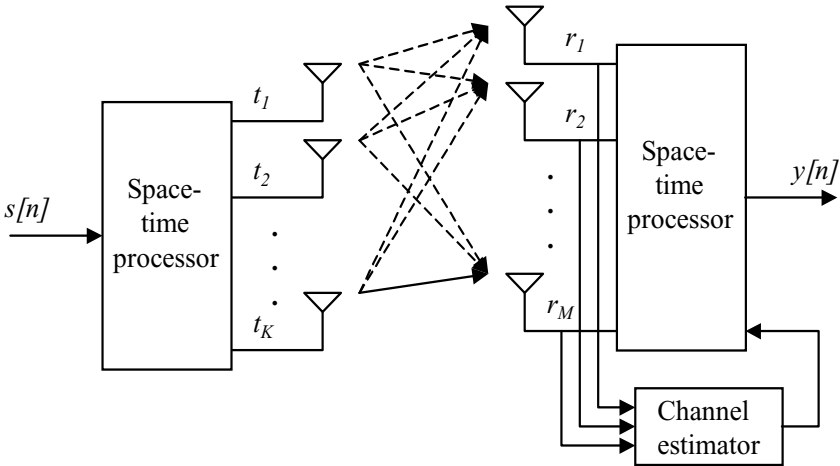 s[n]
Space-
time
processor
t1
t2
tK
r1
r2
rM
Space-
time
processor
y[n]
Channel
estimator